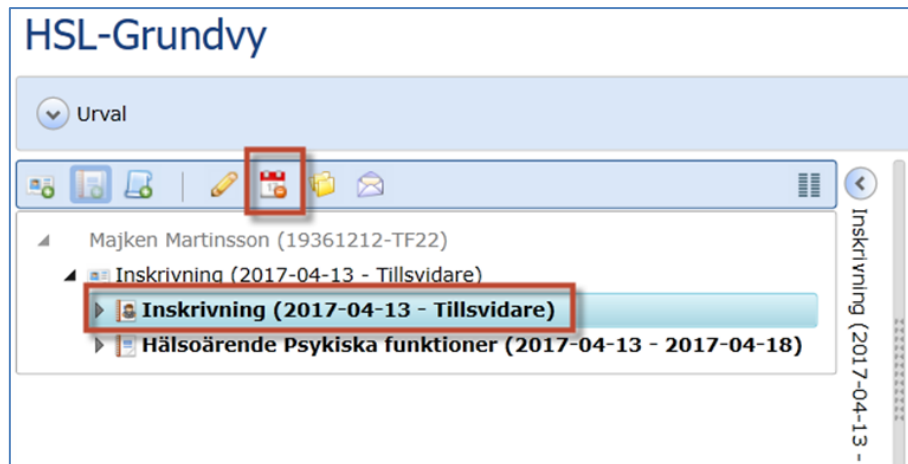 HSL-Grundvy
Urval
Majken Martinsson (19361212-TF22)
Inskrivning (2017-04-13 - Tillsvidare)
Inskrivning (2017-04-13 - Tillsvidare)
Hälsoärende Psykiska funktioner (2017-04-13 - 2017-04-18)
Inskrivning (2017-04-13 -